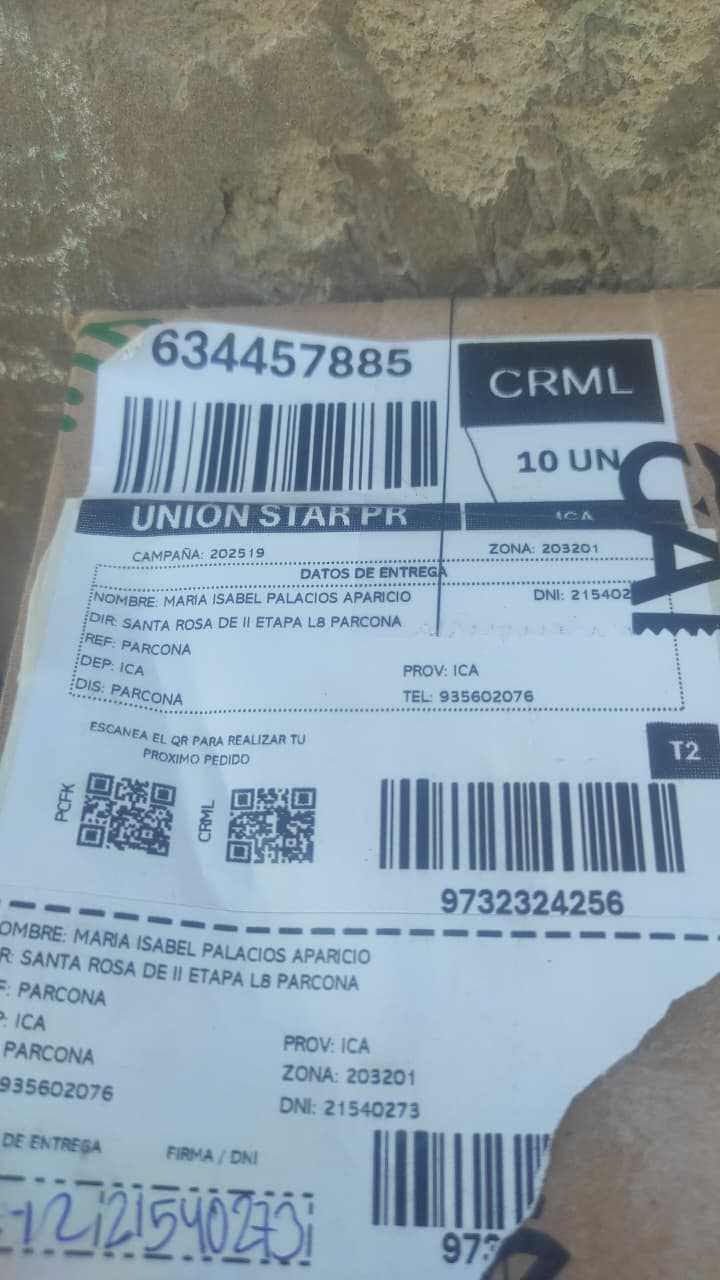 634457885
CRML
10 UN
UNION STAR PR ICA
CAMPAÑA: 202519 ZONA: 203201
DATOS DE ENTREGA
NOMBRE: MARIA ISABEL PALACIOS APARICIO DNI: 215402
DIR: SANTA ROSA DE II ETAPA L8 PARCONA
REF: PARCONA
DEP: ICA PROV: ICA
DIS: PARCONA TEL: 935602076
ESCANEA EL QR PARA REALIZAR TU
PROXIMO PEDIDO
T2
PCFK
CRML
9732324256
OMBRE: MARIA ISABEL PALACIOS APARICIO
R: SANTA ROSA DE II ETAPA L8 PARCONA
F: PARCONA
P: ICA PROV: ICA
PARCONA ZONA: 203201
935602076 DNI: 21540273
DE ENTREGA FIRMA / DNI
21540273
973